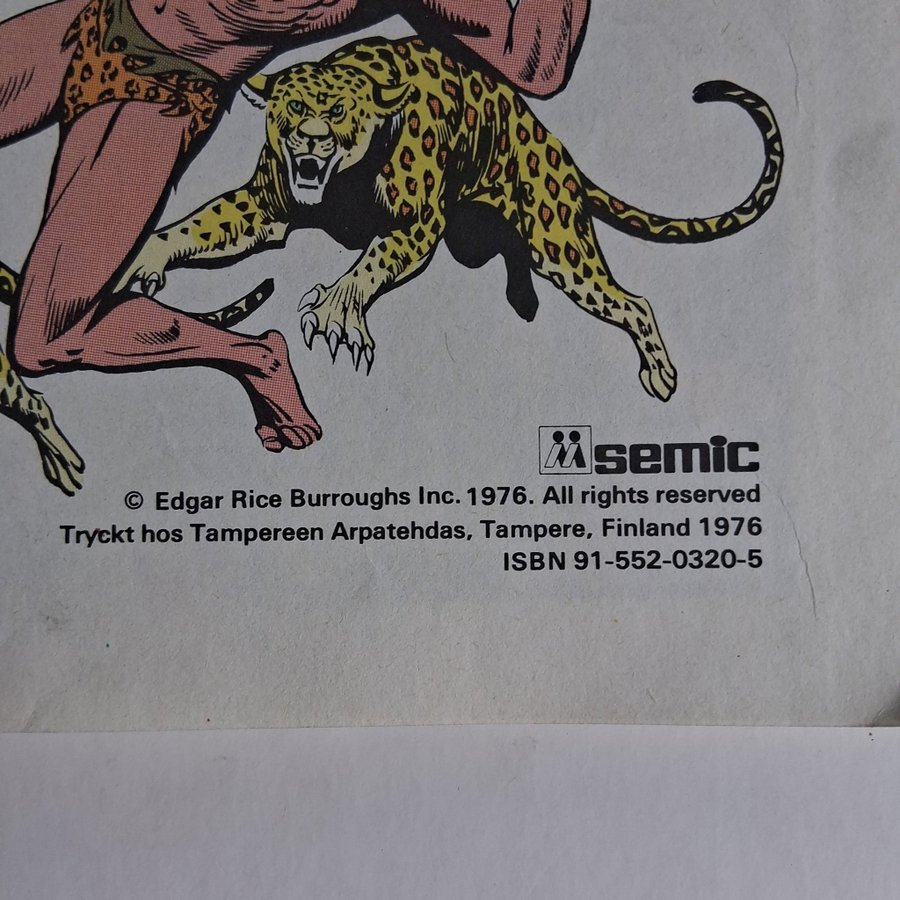 semic
© Edgar Rice Burroughs Inc. 1976. All rights reserved
Tryckt hos Tampereen Arpatehdas, Tampere, Finland 1976
ISBN 91-552-0320-5